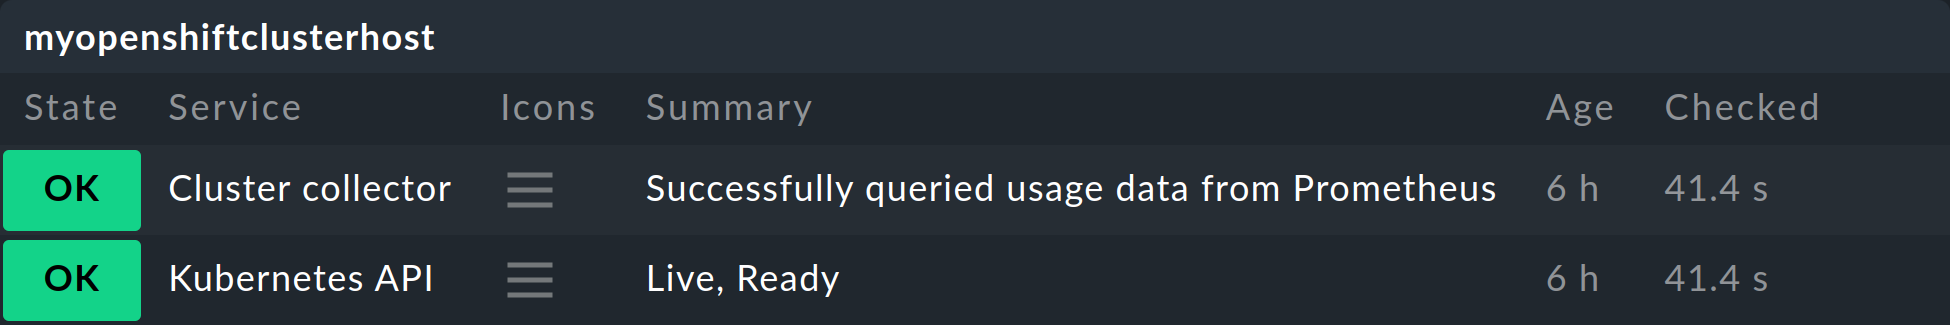 myopenshiftclusterhost
State Service Icons Summary Age Checked
OK Cluster collector Successfully queried usage data from Prometheus 6 h 41.4 s
OK Kubernetes API Live, Ready 6 h 41.4 s